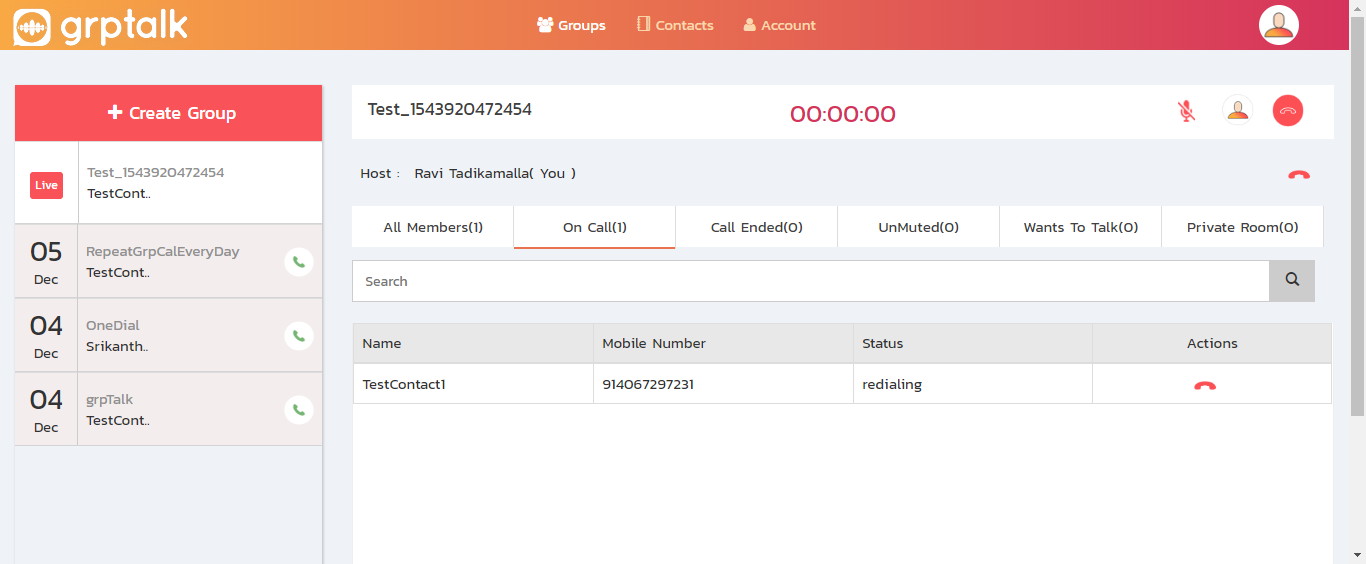 grptalk
Groups Contacts Account
Create Group
Live
Test_1543920472454
TestCont..
05
Dec
RepeatGrpCalEveryDay
TestCont..
04
Dec
OneDial
Srikanth..
04
Dec
grpTalk
TestCont..
Test_1543920472454 00:00:00
Host : Ravi Tadikamalla( You )
All Members(1) On Call(1) Call Ended(0) UnMuted(0) Wants To Talk(0) Private Room(0)
Search
Name Mobile Number Status Actions
TestContact1 914067297231 redialing